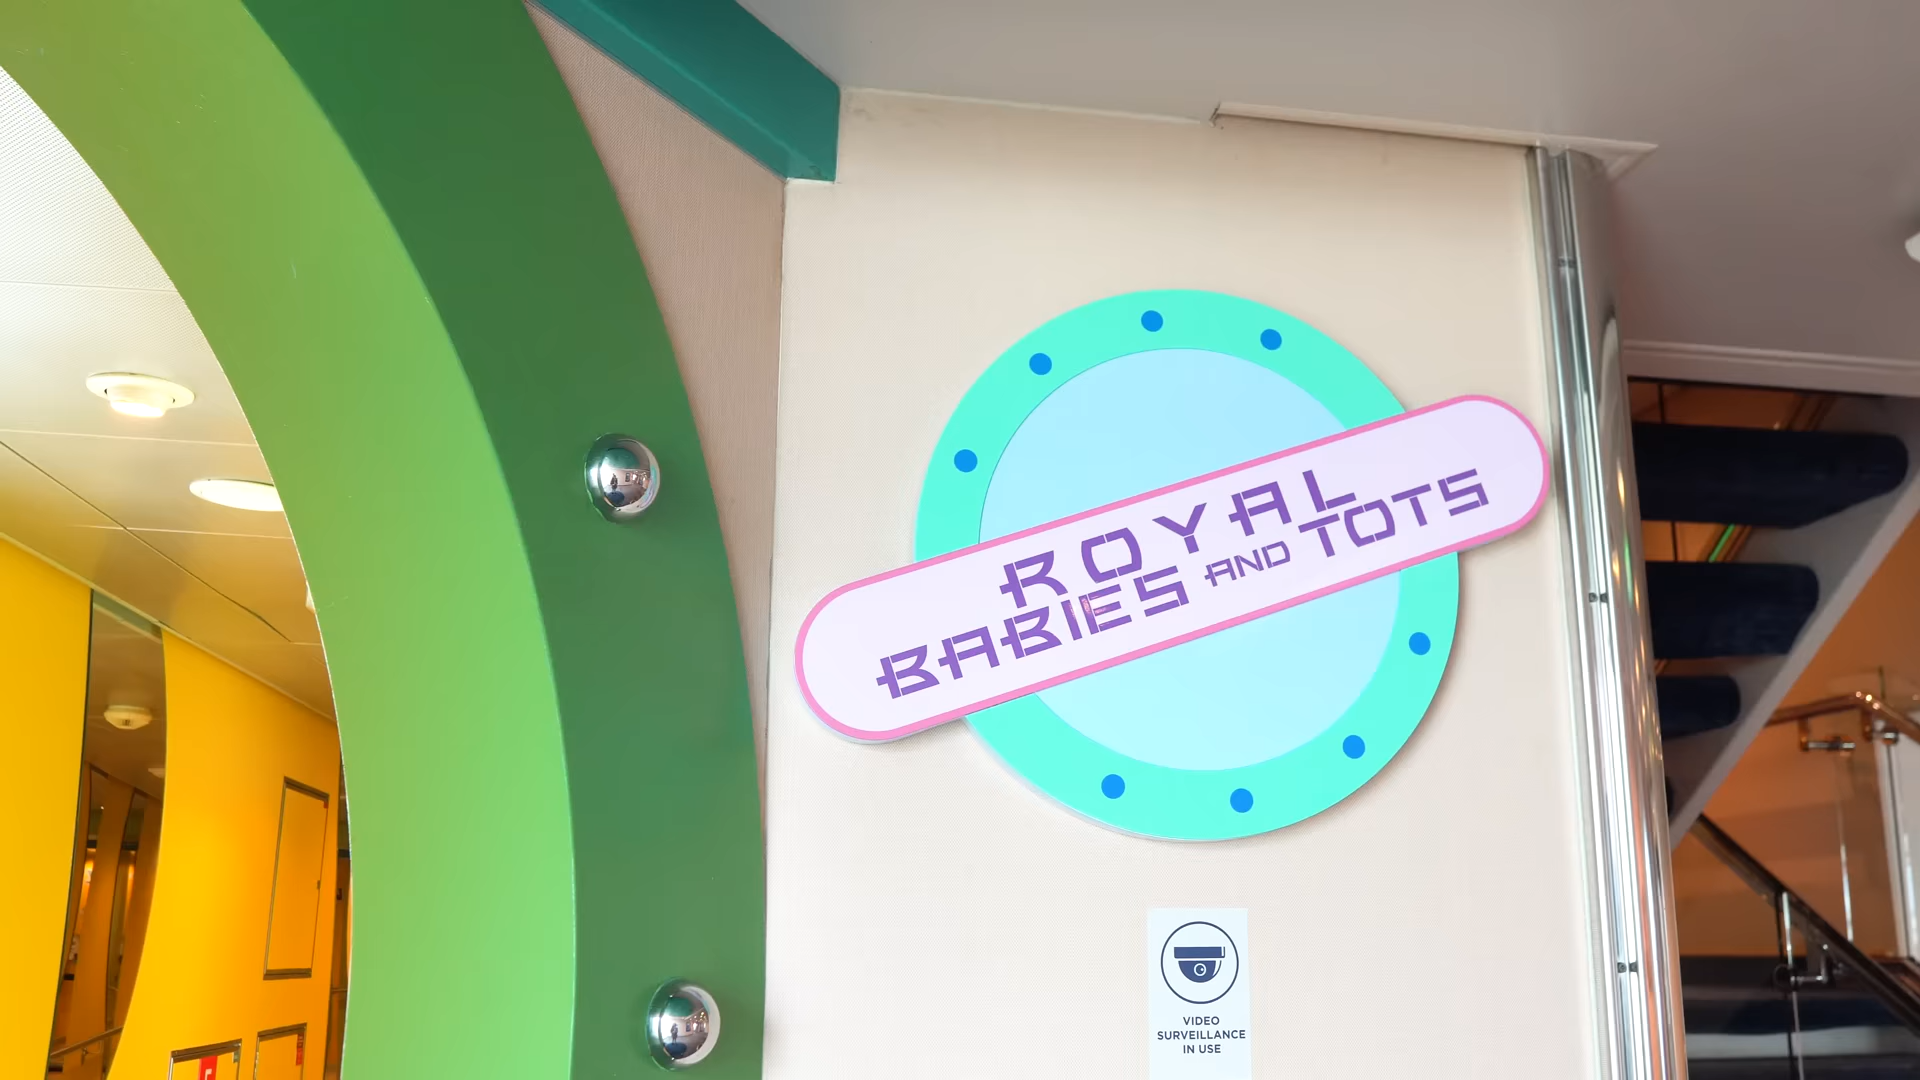 ROYAL
BABIES AND TOTS
VIDEO
SURVEILLANCE
IN USE